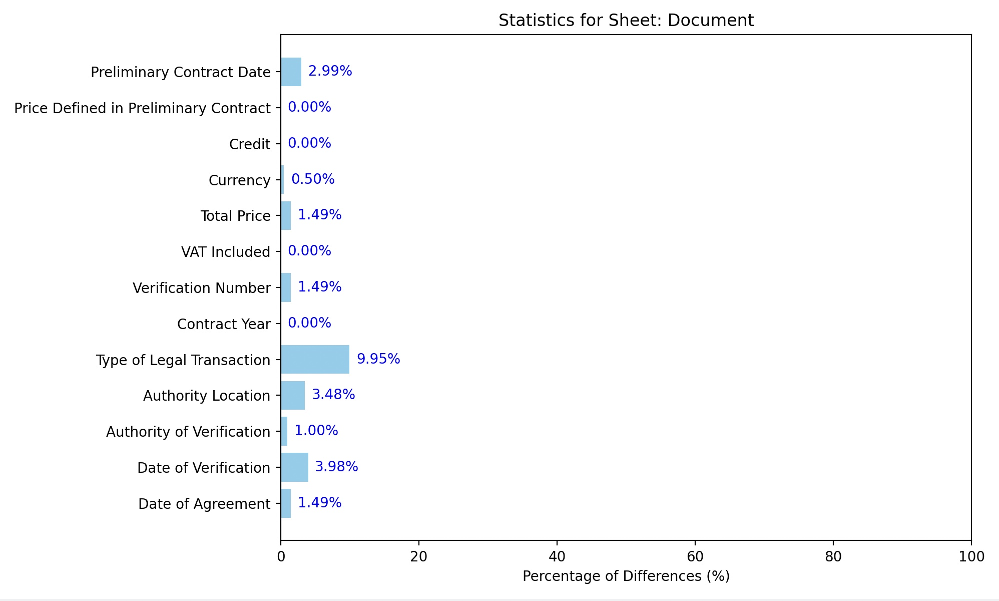 Statistics for Sheet: Document
Preliminary Contract Date 2.99%
Price Defined in Preliminary Contract 0.00%
Credit 0.00%
Currency 0.50%
Total Price 1.49%
VAT Included 0.00%
Verification Number 1.49%
Contract Year 0.00%
Type of Legal Transaction 9.95%
Authority Location 3.48%
Authority of Verification 1.00%
Date of Verification 3.98%
Date of Agreement 1.49%
0 20 40 60 80 100
Percentage of Differences (%)